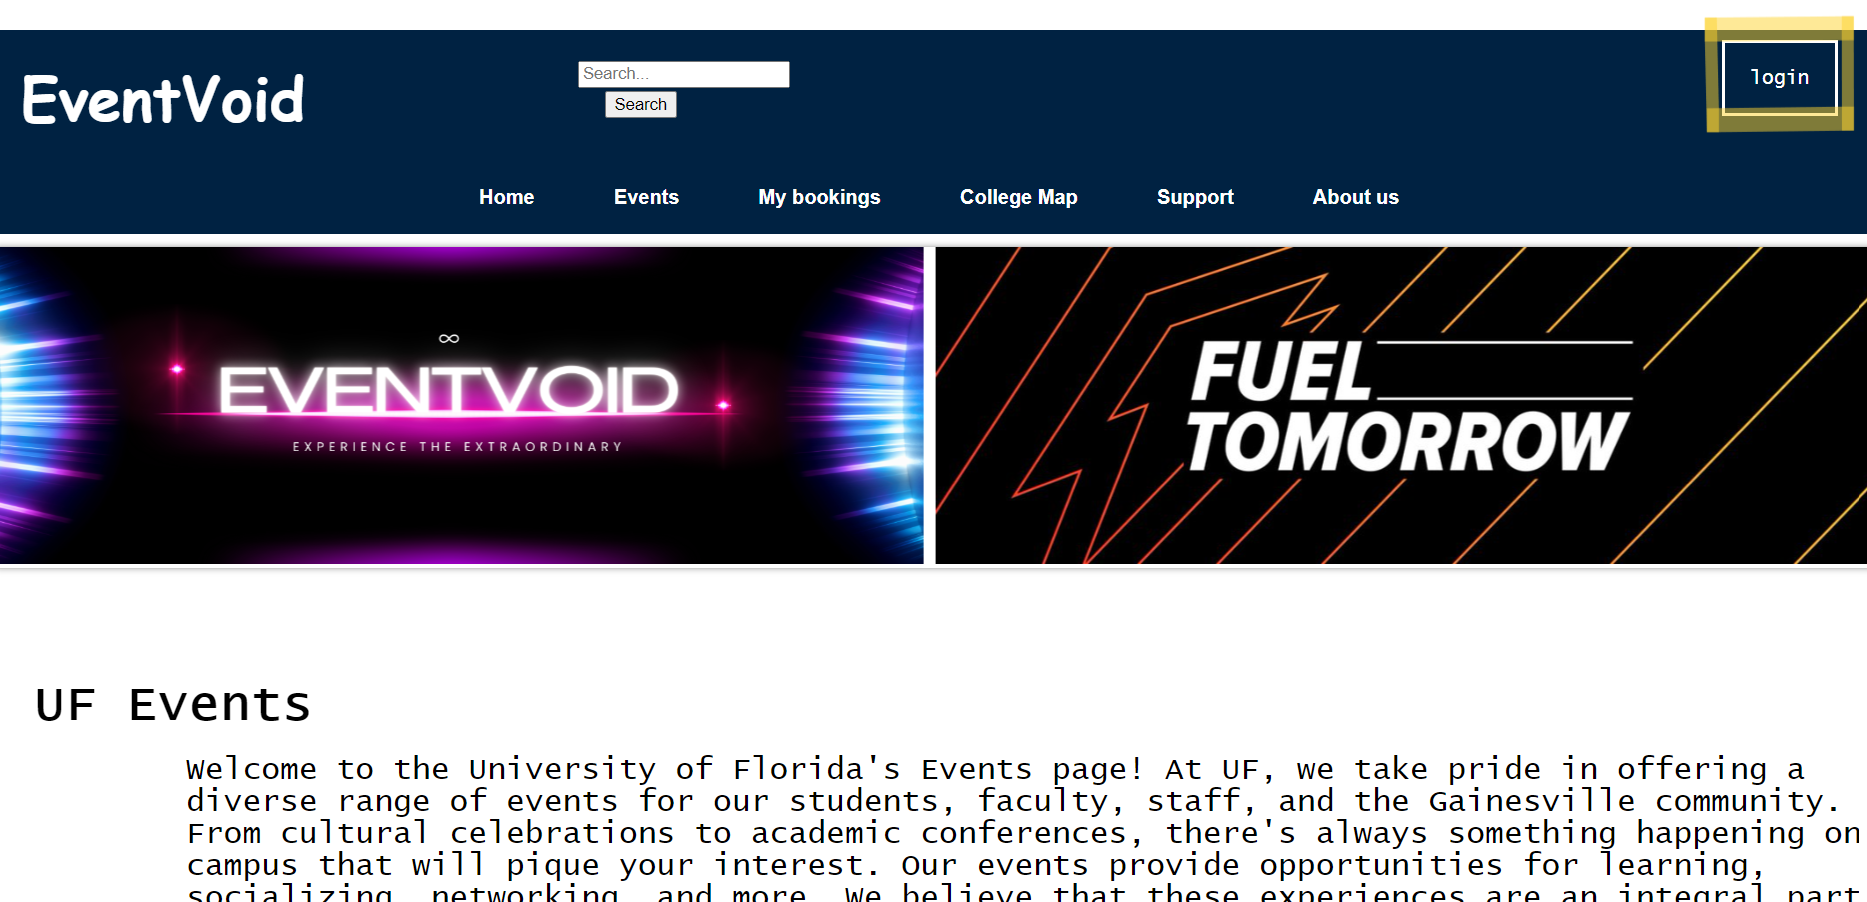 EventVoid
Search...
Search
login
Home Events My bookings College Map Support About us
∞
EVENTVOID
EXPERIENCE THE EXTRAORDINARY
FUEL
TOMORROW
UF Events
Welcome to the University of Florida's Events page! At UF, we take pride in offering a
diverse range of events for our students, faculty, staff, and the Gainesville community.
From cultural celebrations to academic conferences, there's always something happening on
campus that will pique your interest. Our events provide opportunities for learning,
socializing, networking, and more. We believe that these experiences are an integral part